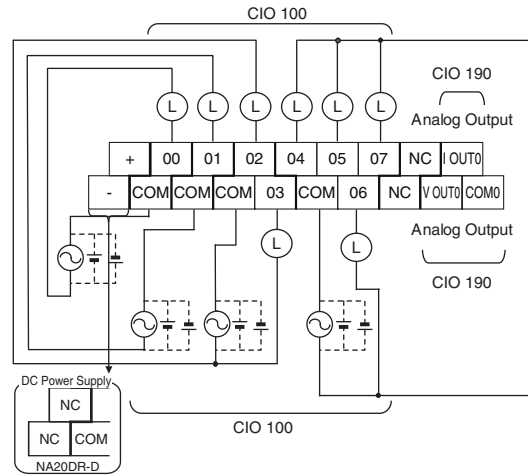 CIO 100
CIO 190
L L L L L L
Analog Output
+ 00 01 02 04 05 07 NC I OUT0
- COM COM COM 03 COM 06 NC V OUT0 COM0
L L
Analog Output
CIO 190
DC Power Supply
NC
NC COM
NA20DR-D
CIO 100